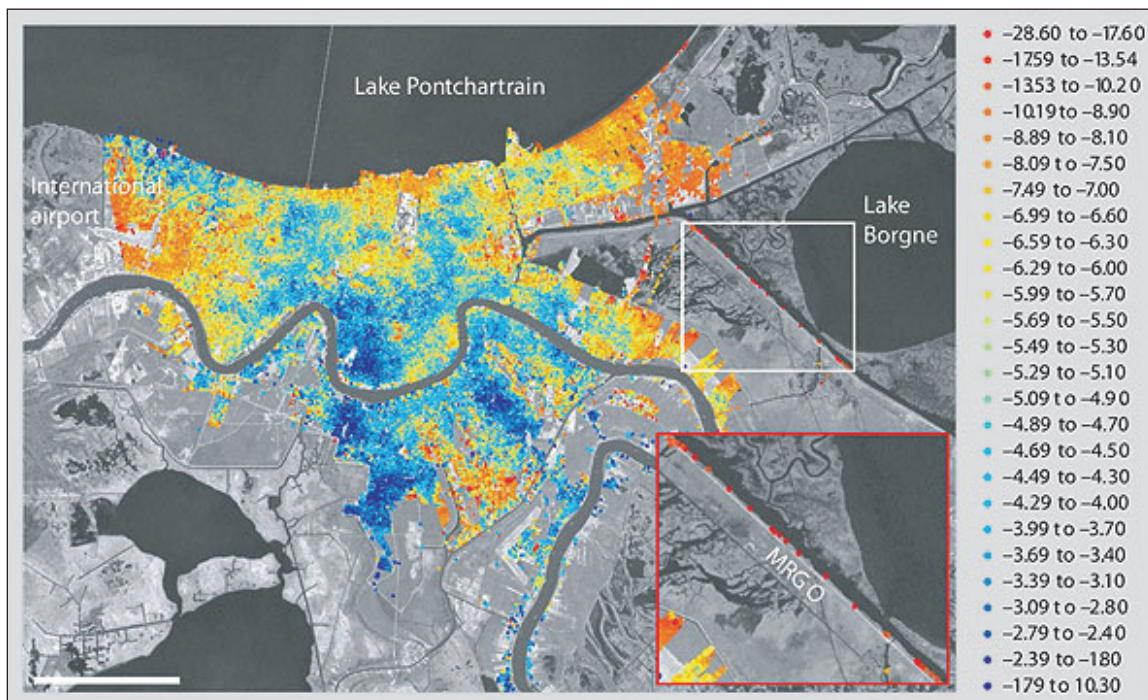 Lake Pontchartrain
International
airport
Lake
Borgne
MRGO
−28.60 to −17.60
−1759 to −13.54
−1353 to −10.20
−10.19 to −8.90
−8.89 to −8.10
−8.09 t o −7.50
−7.49 to −7.00
−6.99 to −6.60
−6.59 to −6.30
−6.29 to −6.00
−5.99 to −5.70
−5.69 to −5.50
−5.49 to −5.30
−5.29 to −5.10
−5.09 to −4.90
−4.89 to −4.70
−4.69 to −4.50
−4.49 to −4.30
−4.29 to −4.00
−3.99 to −3.70
−3.69 to −3.40
−3.39 to −3.10
−3.09 to −2.80
−2.79 to −2.40
−2.39 to −180
−179 to 10.30